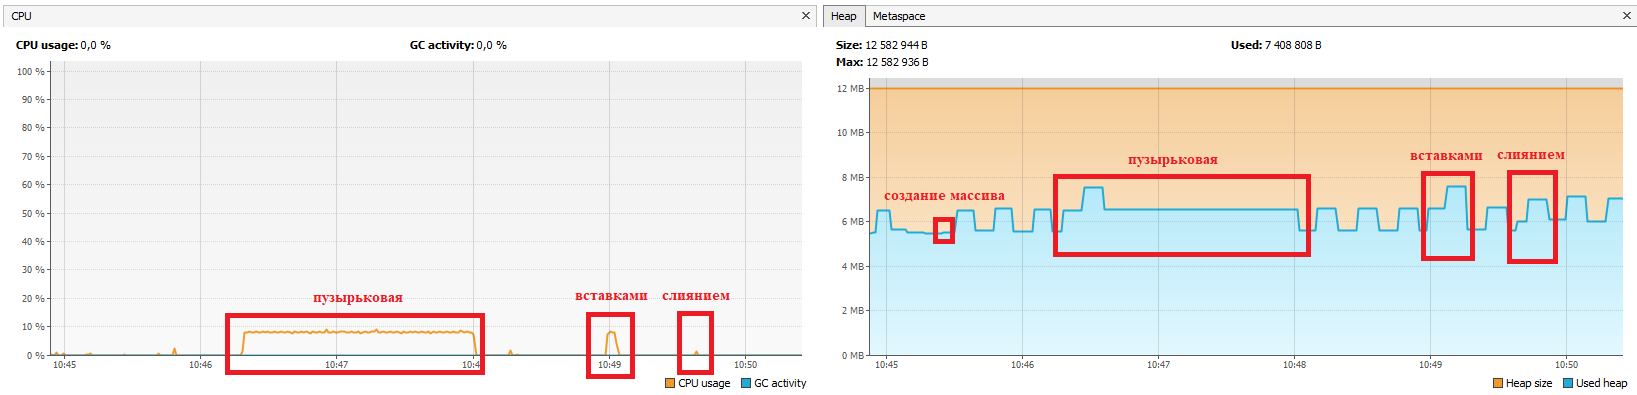 CPU ×
CPU usage: 0,0 % GC activity: 0,0 %
100 %
90 %
80 %
70 %
60 %
50 %
40 %
30 %
20 %
10 %
0 %
пузырьковая вставками слиянием
10:45 10:46 10:47 10:4 10:49 10:50
CPU usage GC activity
Heap Metaspace ×
Size: 12 582 944 B Used: 7 408 808 B
Max: 12 582 936 B
12 MB
10 MB
8 MB
6 MB
4 MB
2 MB
0 MB
пузырьковая вставками слиянием
создание массива
10:45 10:46 10:47 10:48 10:49 10:50
Heap size Used heap